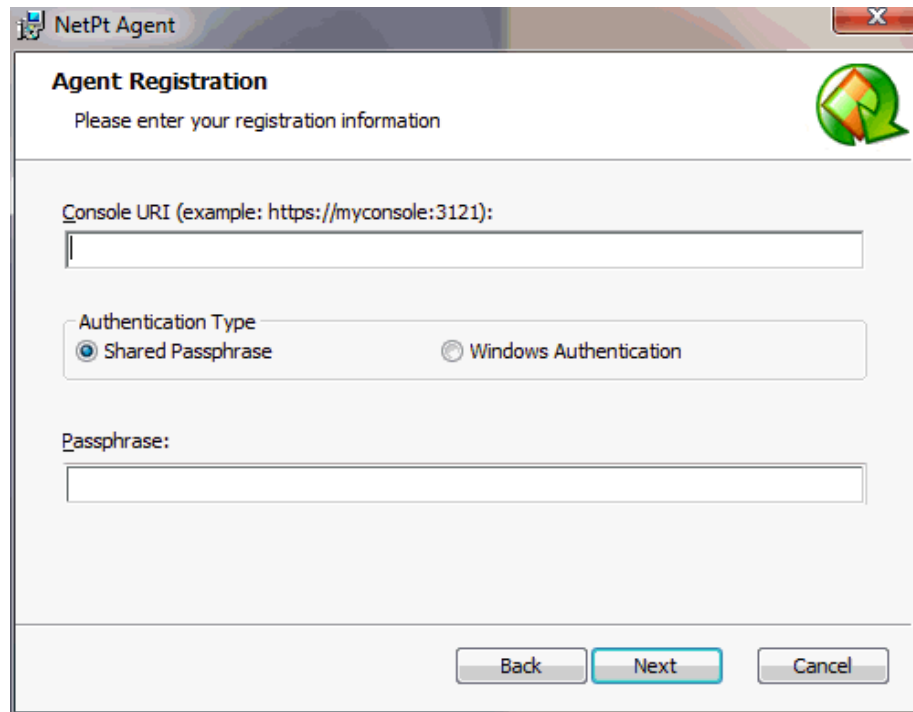 NetPt Agent
Agent Registration
Please enter your registration information
Console URI (example: https://myconsole:3121):
Authentication Type
Shared Passphrase
Windows Authentication
Passphrase:
Back
Next
Cancel